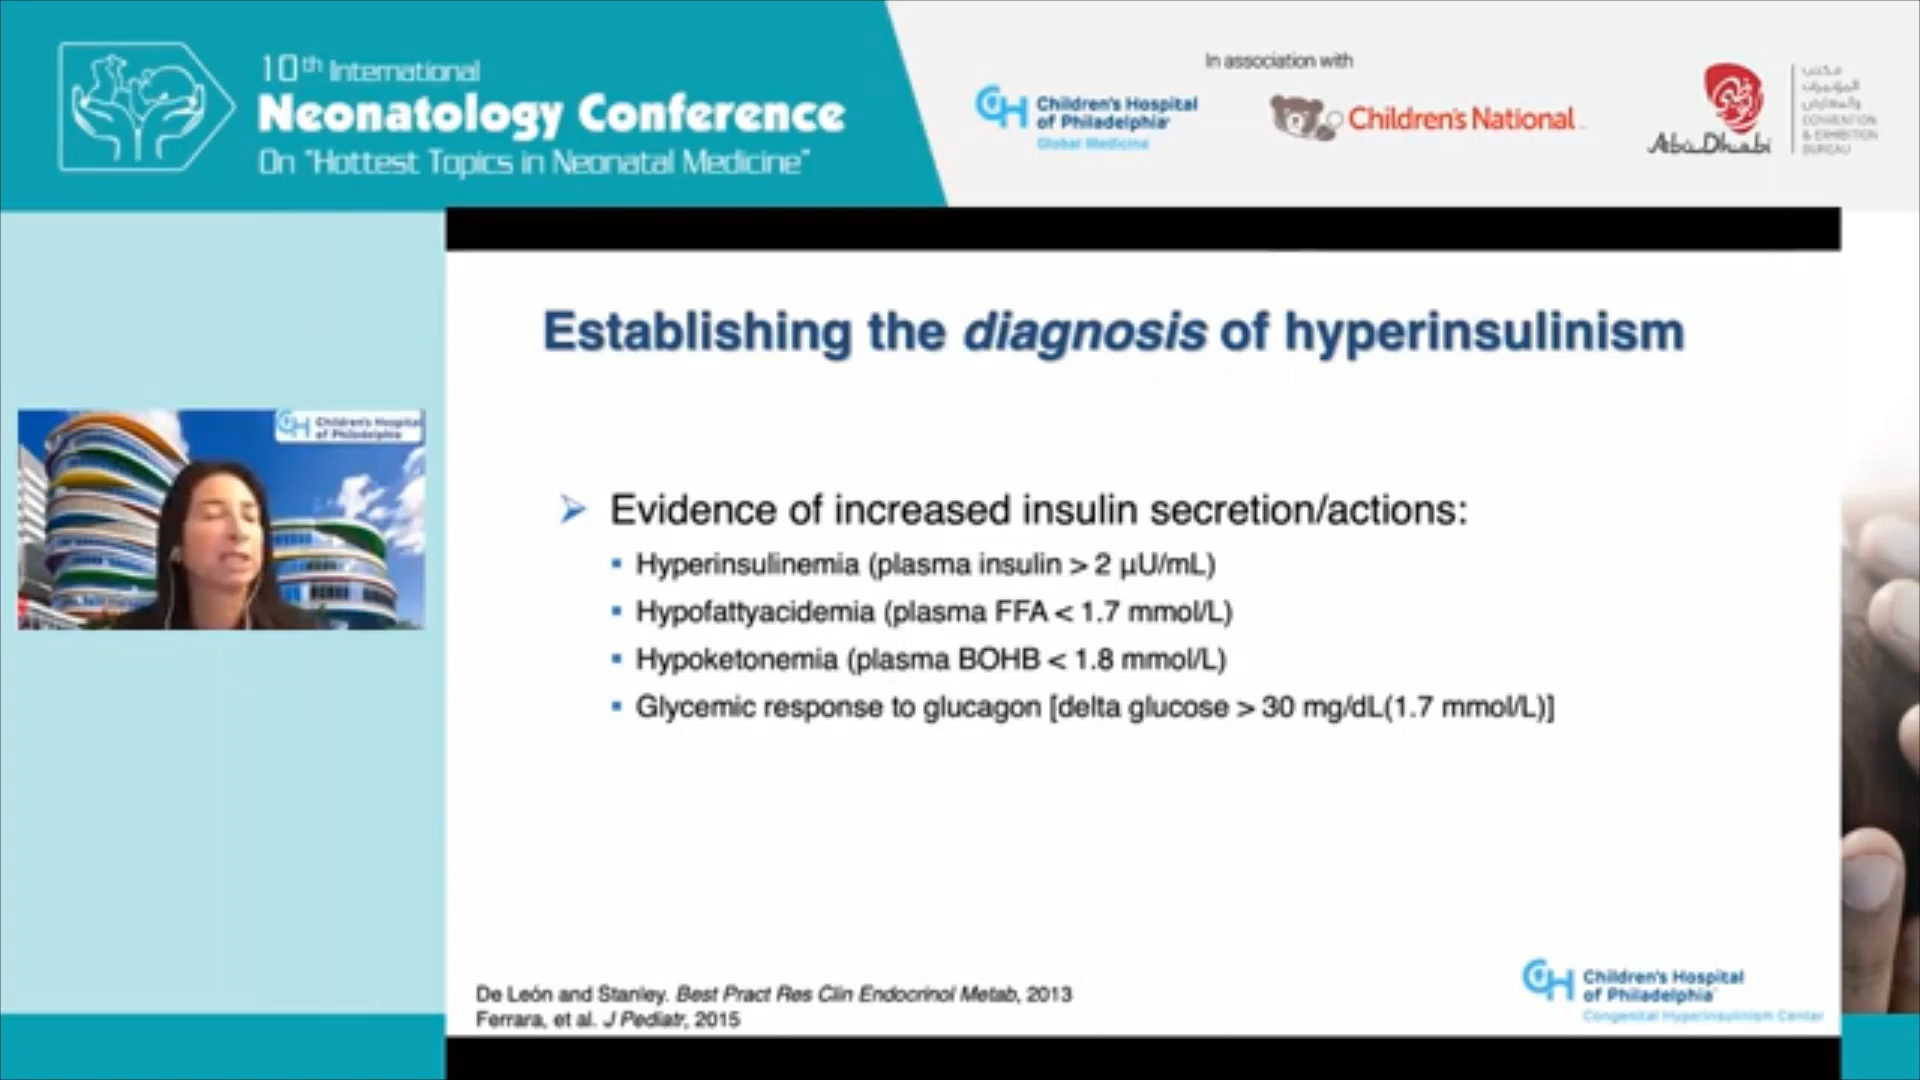 10th International
Neonatology Conference
On "Hottest Topics in Neonatal Medicine"
In association with
Children's Hospital
of Philadelphia
Global Medicine
Children's National
Abu Dhabi
CONVENTION
& EXHIBITION
BUREAU
Children's Hospital
of Philadelphia
Establishing the diagnosis of hyperinsulinism
➢ Evidence of increased insulin secretion/actions:
▪ Hyperinsulinemia (plasma insulin > 2 µU/mL)
▪ Hypofattyacidemia (plasma FFA < 1.7 mmol/L)
▪ Hypoketonemia (plasma BOHB < 1.8 mmol/L)
▪ Glycemic response to glucagon [delta glucose > 30 mg/dL(1.7 mmol/L)]
De León and Stanley. Best Pract Res Clin Endocrinol Metab, 2013
Ferrara, et al. J Pediatr, 2015
Children's Hospital
of Philadelphia
Congenital Hyperinsulinism Center